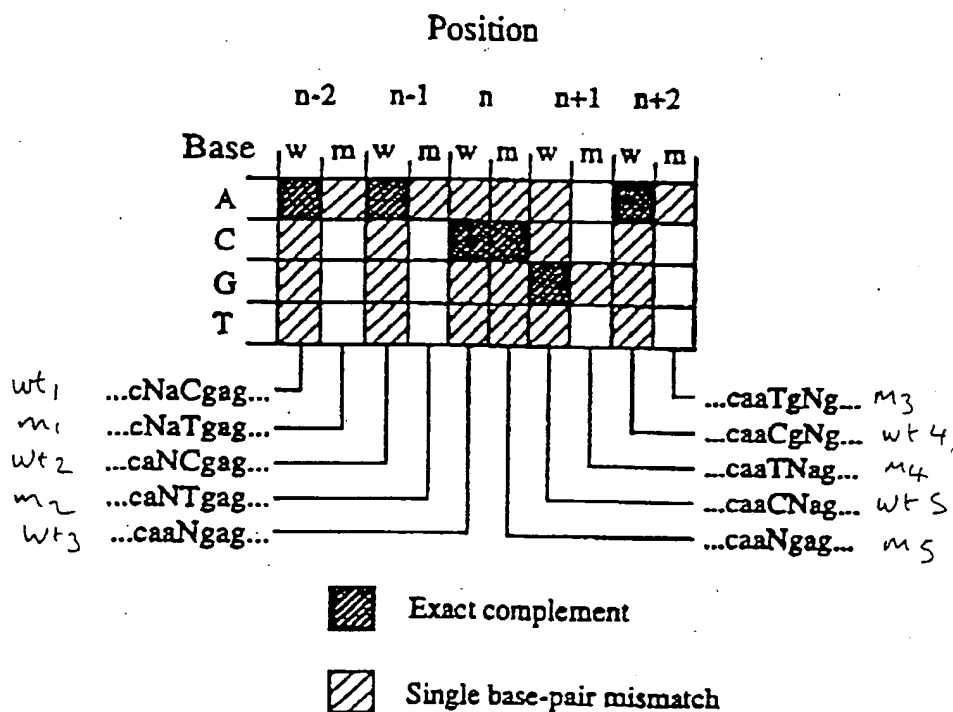 Position
n-2 n-1 n n+1 n+2
Base w m w m w m w m w m
A
C
G
T
wt1 ...cNaCgag...
m1 ...cNaTgag...
wt2 ...caNCgag...
m2 ...caNTgag...
wt3 ...caaNgag...
...caaTgNg... m3
...caaCgNg... wt4
...caaTNag... m4
...caaCNag... wt5
...caaNgag... m5
Exact complement
Single base-pair mismatch